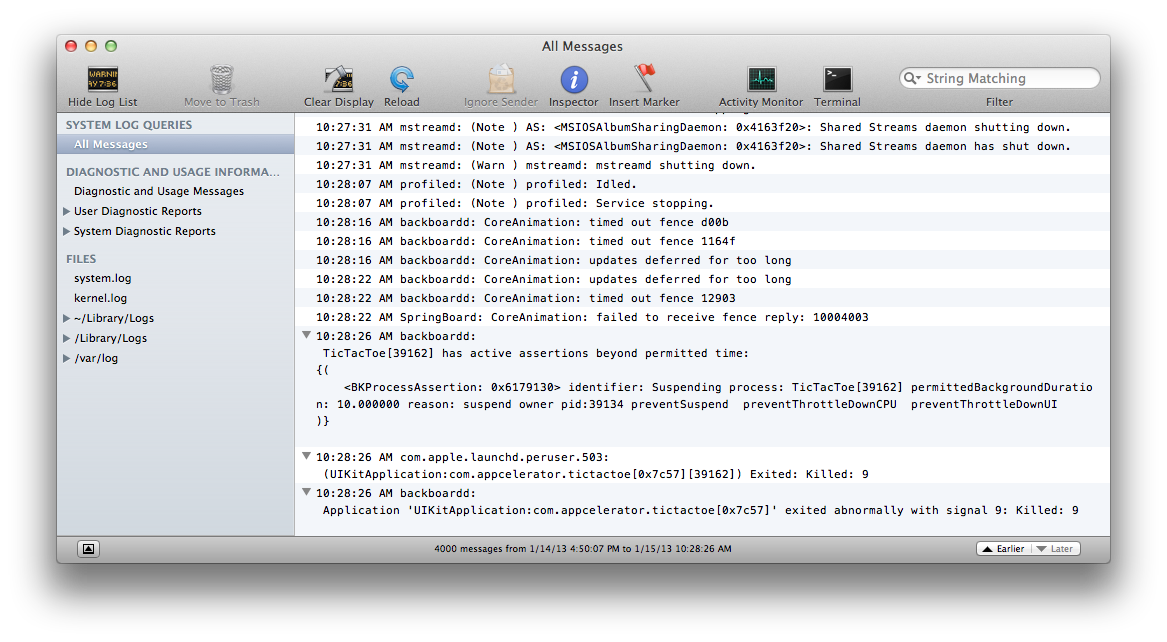 All Messages
WARNIN
AY 7:36
7:36
Hide Log List
Move to Trash
Clear Display
Reload
Ignore Sender
Inspector
Insert Marker
Activity Monitor
Terminal
String Matching
Filter
SYSTEM LOG QUERIES
All Messages
DIAGNOSTIC AND USAGE INFORMA...
Diagnostic and Usage Messages
User Diagnostic Reports
System Diagnostic Reports
FILES
system.log
kernel.log
~/Library/Logs
/Library/Logs
/var/log
10:27:31 AM mstreamd: (Note ) AS: <MSIOSAlbumSharingDaemon: 0x4163f20>: Shared Streams daemon shutting down.
10:27:31 AM mstreamd: (Note ) AS: <MSIOSAlbumSharingDaemon: 0x4163f20>: Shared Streams daemon has shut down.
10:27:31 AM mstreamd: (Warn ) mstreamd: mstreamd shutting down.
10:28:07 AM profiled: (Note ) profiled: Idled.
10:28:07 AM profiled: (Note ) profiled: Service stopping.
10:28:16 AM backboardd: CoreAnimation: timed out fence d00b
10:28:16 AM backboardd: CoreAnimation: timed out fence 1164f
10:28:16 AM backboardd: CoreAnimation: updates deferred for too long
10:28:22 AM backboardd: CoreAnimation: updates deferred for too long
10:28:22 AM backboardd: CoreAnimation: timed out fence 12903
10:28:22 AM SpringBoard: CoreAnimation: failed to receive fence reply: 10004003
10:28:26 AM backboardd:
TicTacToe[39162] has active assertions beyond permitted time:
{(
<BKProcessAssertion: 0x6179130> identifier: Suspending process: TicTacToe[39162] permittedBackgroundDuratio
n: 10.000000 reason: suspend owner pid:39134 preventSuspend  preventThrottleDownCPU  preventThrottleDownUI
)}
10:28:26 AM com.apple.launchd.peruser.503:
(UIKitApplication:com.appcelerator.tictactoe[0x7c57][39162]) Exited: Killed: 9
10:28:26 AM backboardd:
Application 'UIKitApplication:com.appcelerator.tictactoe[0x7c57]' exited abnormally with signal 9: Killed: 9
4000 messages from 1/14/13 4:50:07 PM to 1/15/13 10:28:26 AM
Earlier
Later